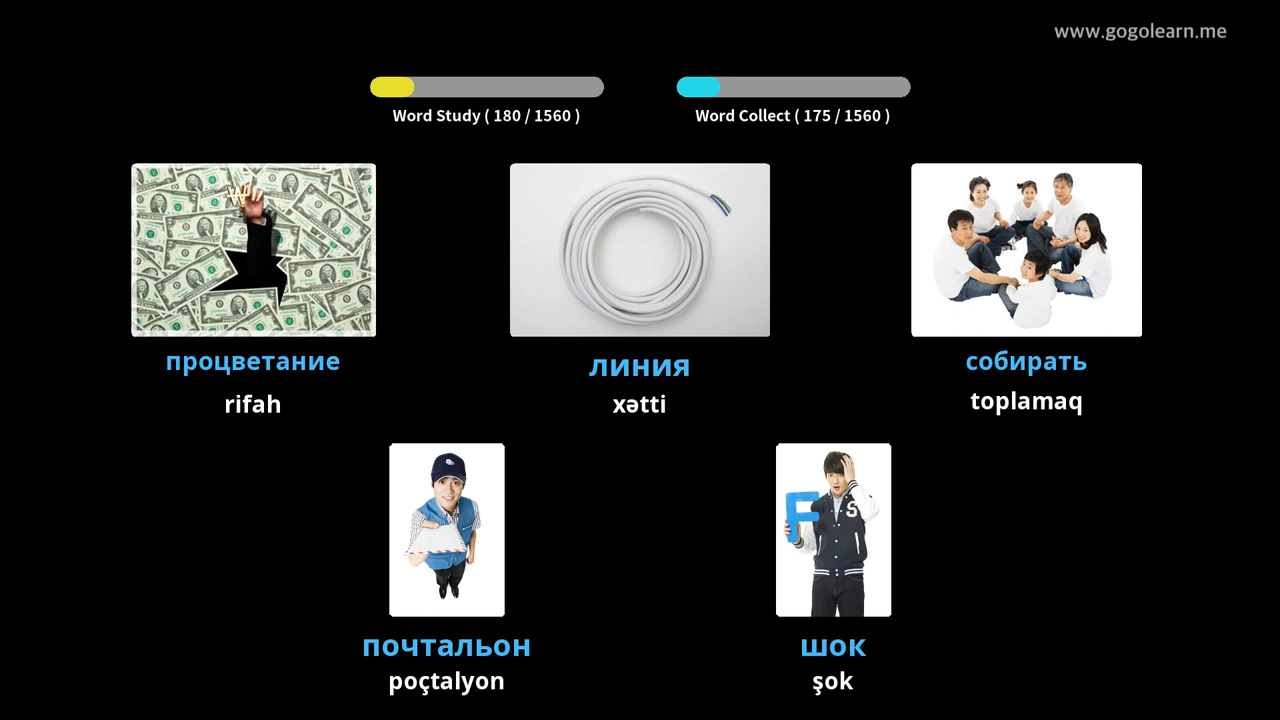 www.gogolearn.me
Word Study ( 180 / 1560 )
Word Collect ( 175 / 1560 )
процветание
rifah
линия
xətti
собирать
toplamaq
почтальон
poçtalyon
шок
şok